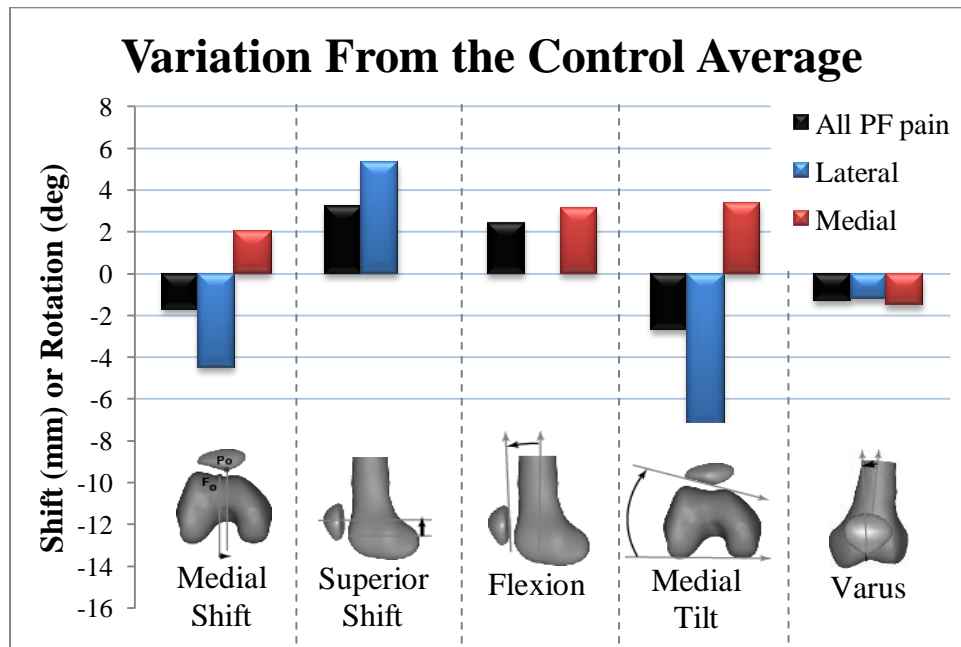 Variation From the Control Average
Shift (mm) or Rotation (deg)
8
6
4
2
0
-2
-4
-6
-8
-10
-12
-14
-16
All PF pain
Lateral
Medial
Po
Fo
Medial
Shift
Superior
Shift
Flexion
Medial
Tilt
Varus